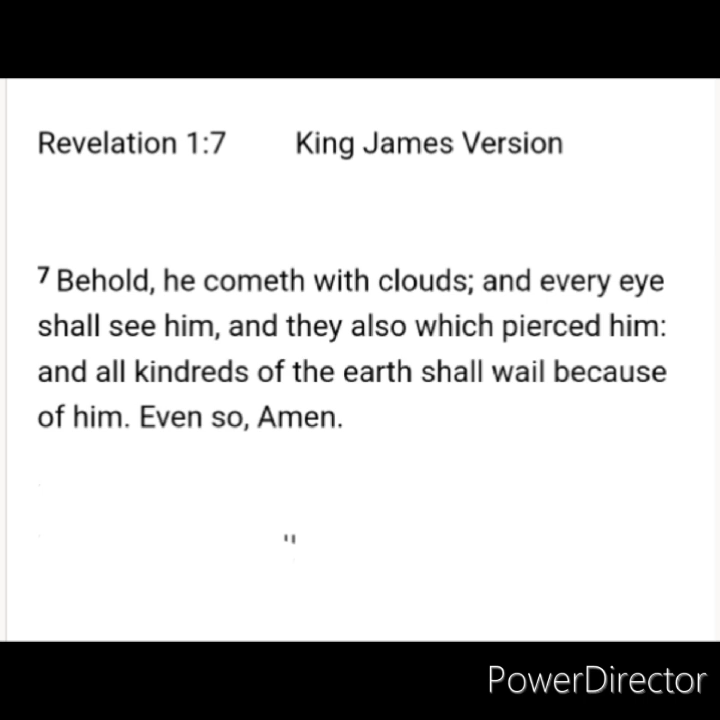 Revelation 1:7 King James Version
7 Behold, he cometh with clouds; and every eye
shall see him, and they also which pierced him:
and all kindreds of the earth shall wail because
of him. Even so, Amen.
PowerDirector